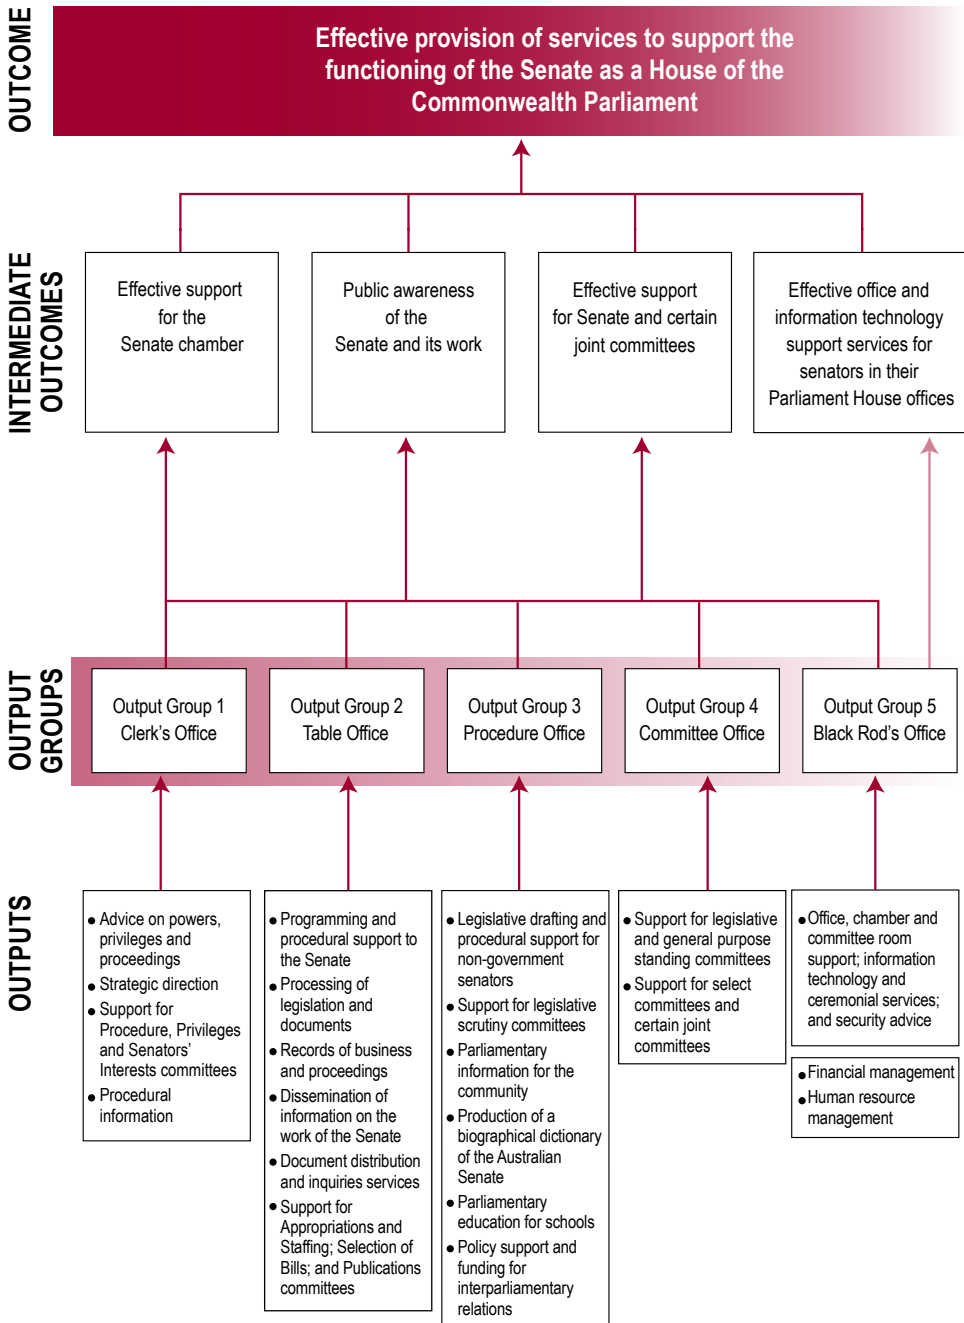 OUTCOME
Effective provision of services to support the
functioning of the Senate as a House of the
Commonwealth Parliament
INTERMEDIATE
OUTCOMES
Effective support
for the
Senate chamber
Public awareness
of the
Senate and its work
Effective support
for Senate and certain
joint committees
Effective office and
information technology
support services for
senators in their
Parliament House offices
OUTPUT
GROUPS
Output Group 1
Clerk's Office
Output Group 2
Table Office
Output Group 3
Procedure Office
Output Group 4
Committee Office
Output Group 5
Black Rod's Office
OUTPUTS
• Advice on powers,
privileges and
proceedings
• Strategic direction
• Support for
Procedure, Privileges
and Senators'
Interests committees
• Procedural
information
• Programming and
procedural support to
the Senate
• Processing of
legislation and
documents
• Records of business
and proceedings
• Dissemination of
information on the
work of the Senate
• Document distribution
and inquiries services
• Support for
Appropriations and
Staffing; Selection of
Bills; and Publications
committees
• Legislative drafting and
procedural support for
non-government
senators
• Support for legislative
scrutiny committees
• Parliamentary
information for the
community
• Production of a
biographical dictionary
of the Australian
Senate
• Parliamentary
education for schools
• Policy support and
funding for
interparliamentary
relations
• Support for legislative
and general purpose
standing committees
• Support for select
committees and
certain joint
committees
• Office, chamber and
committee room
support; information
technology and
ceremonial services;
and security advice
• Financial management
• Human resource
management